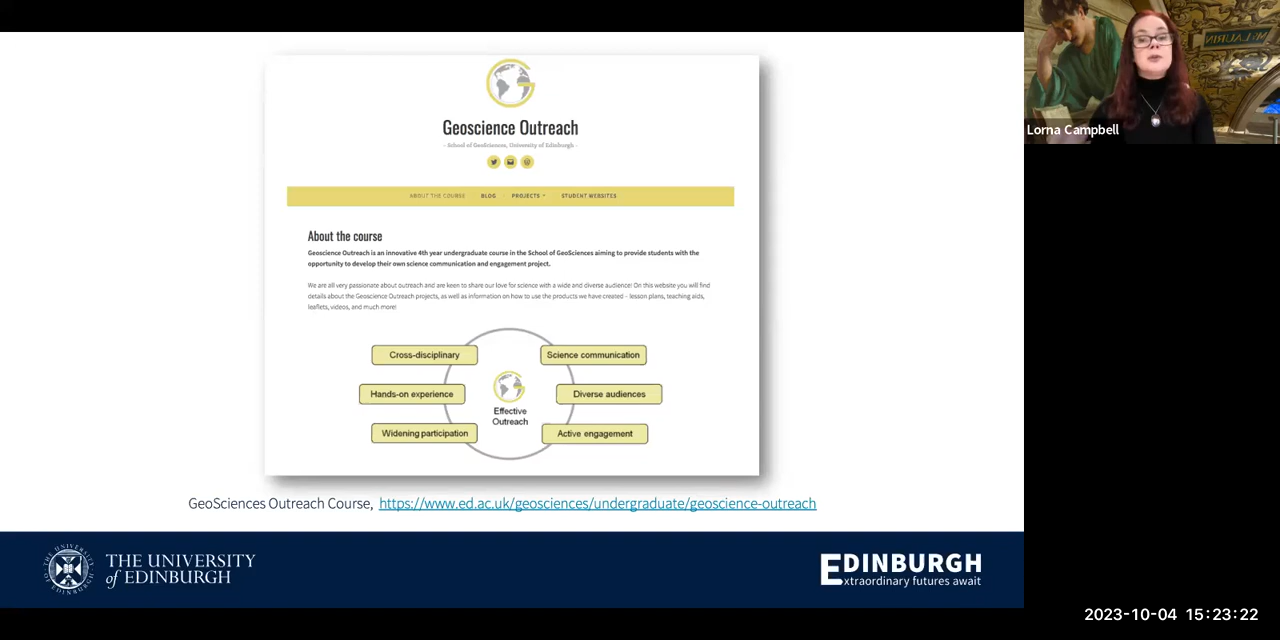 Geoscience Outreach
- School of GeoSciences, University of Edinburgh -
ABOUT THE COURSE BLOG PROJECTS STUDENT WEBSITES
About the course
Geoscience Outreach is an innovative 4th year undergraduate course in the School of GeoSciences aiming to provide students with the
opportunity to develop their own science communication and engagement project.
We are all very passionate about outreach and are keen to share our love for science with a wide and diverse audience! On this website you will find
details about the Geoscience Outreach projects, as well as information on how to use the products we have created – lesson plans, teaching aids,
leaflets, videos, and much more!
Cross-disciplinary
Science communication
Hands-on experience
Effective
Outreach
Diverse audiences
Widening participation
Active engagement
GeoSciences Outreach Course, https://www.ed.ac.uk/geosciences/undergraduate/geoscience-outreach
THE UNIVERSITY
of EDINBURGH
EDINBURGH
Extraordinary futures await
Lorna Campbell
2023-10-04 15:23:22